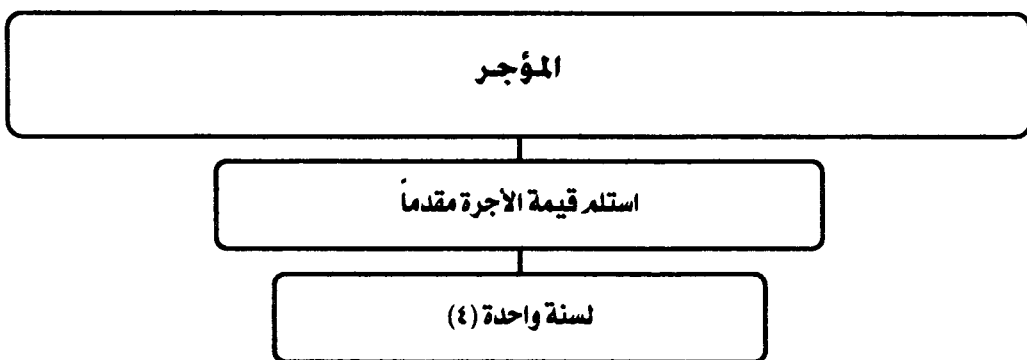 المؤجر
استلم قيمة الأجرة مقدماً
لسنة واحدة (٤)